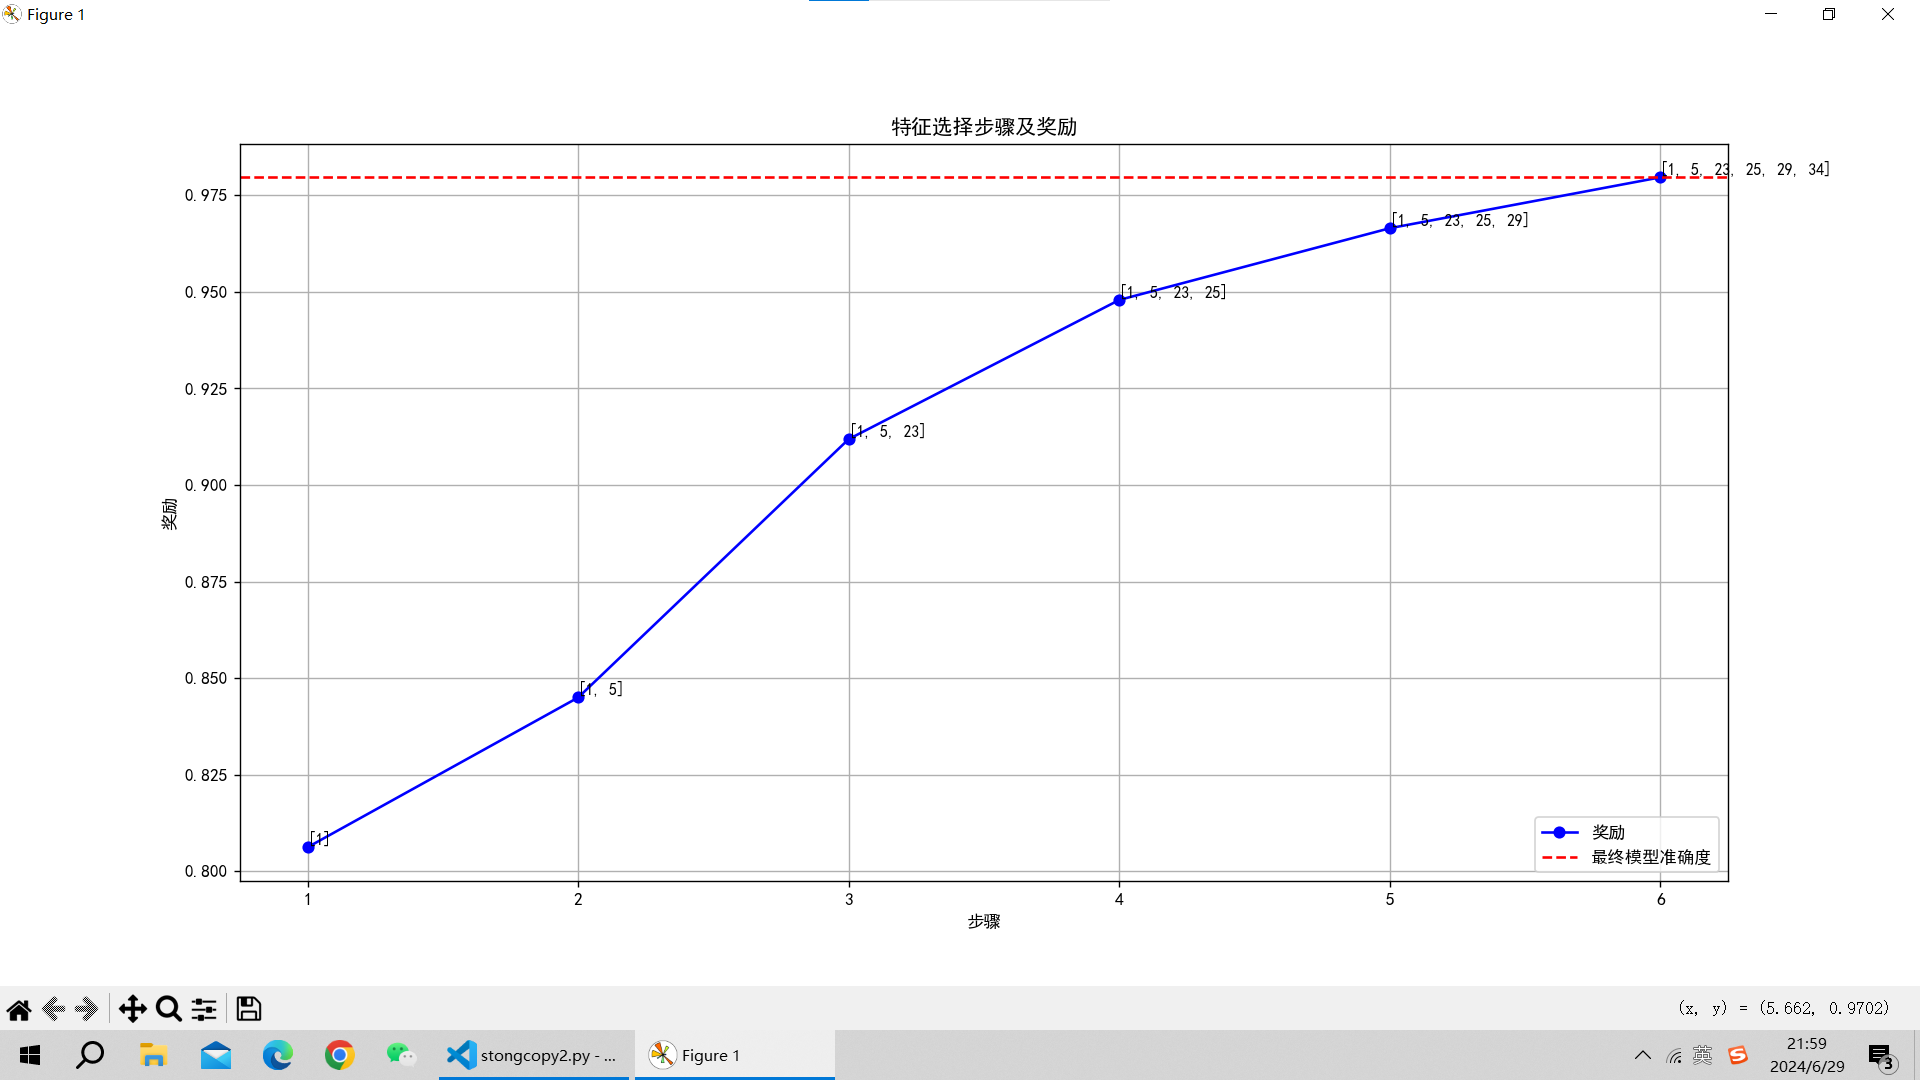 Figure 1
特征选择步骤及奖励
[1, 5, 23, 25, 29, 34]
0.975
[1, 5, 23, 25, 29]
0.950
[1, 5, 23, 25]
0.925
[1, 5, 23]
0.900
奖励
0.875
0.850
[1, 5]
0.825
[1]
0.800
奖励
最终模型准确度
1 2 3 4 5 6
步骤
(x, y) = (5.662, 0.9702)
stongcopy2.py - ...
Figure 1
英
21:59
2024/6/29
3